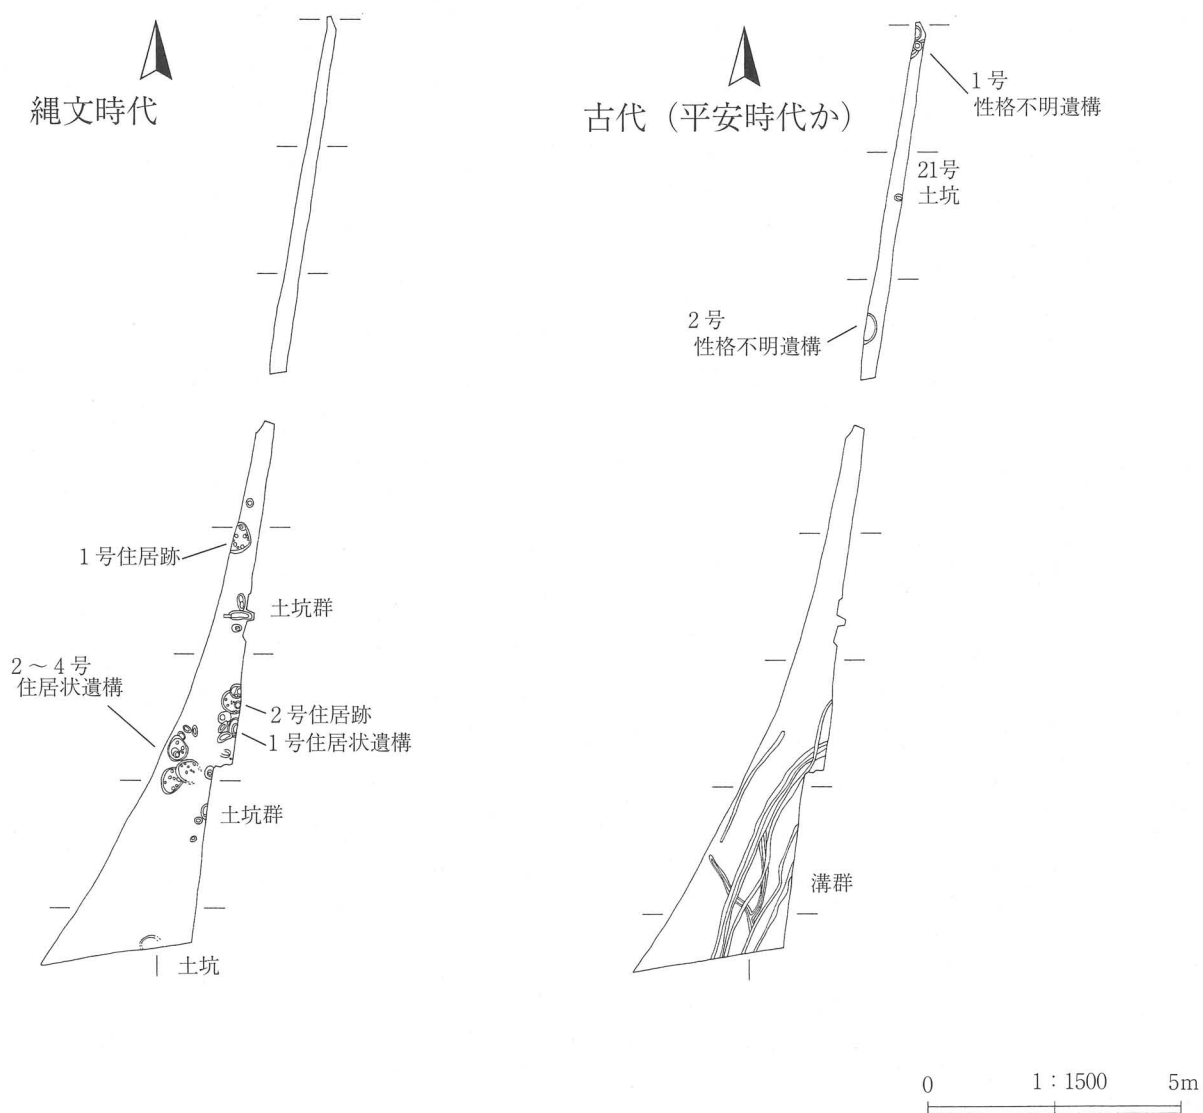 縄文時代
1号住居跡
土坑群
2～4号
住居状遺構
2号住居跡
1号住居状遺構
土坑群
土坑
古代（平安時代か）
1号
性格不明遺構
21号
土坑
2号
性格不明遺構
溝群
0 1：1500 5m